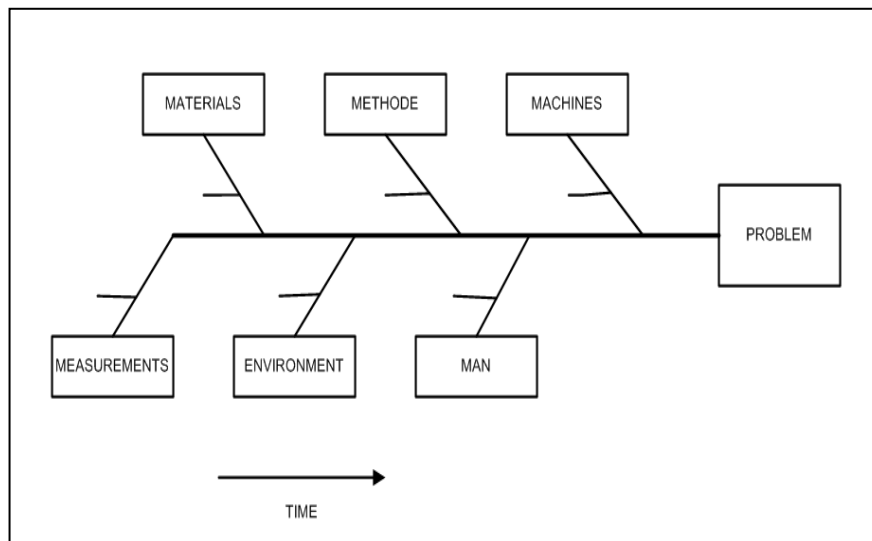 MATERIALS
METHODE
MACHINES
PROBLEM
MEASUREMENTS
ENVIRONMENT
MAN
TIME